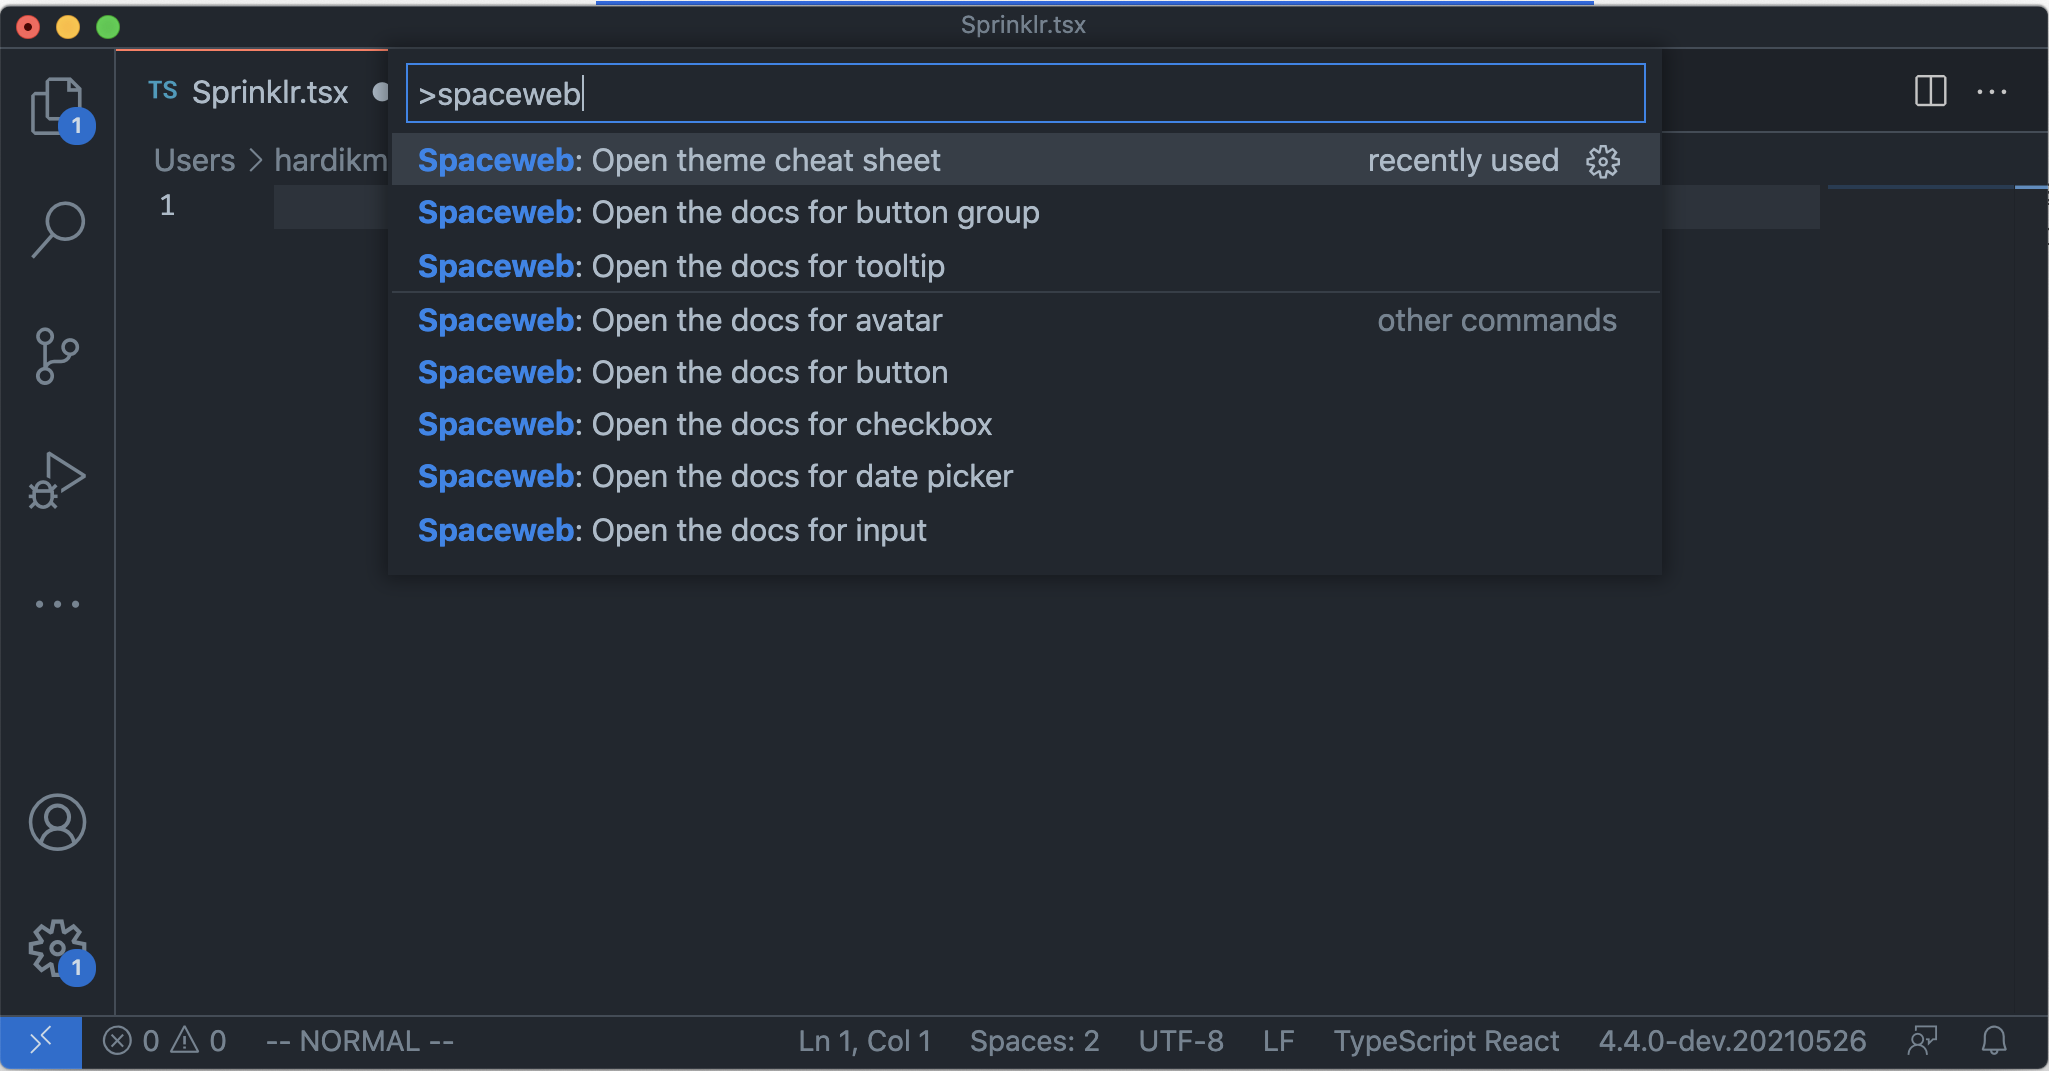 Sprinklr.tsx
TS Sprinklr.tsx
>spaceweb
1
Users > hardikm
Spaceweb: Open theme cheat sheet recently used
1
Spaceweb: Open the docs for button group
Spaceweb: Open the docs for tooltip
Spaceweb: Open the docs for avatar other commands
Spaceweb: Open the docs for button
Spaceweb: Open the docs for checkbox
Spaceweb: Open the docs for date picker
Spaceweb: Open the docs for input
1
0 0 -- NORMAL -- Ln 1, Col 1 Spaces: 2 UTF-8 LF TypeScript React 4.4.0-dev.20210526